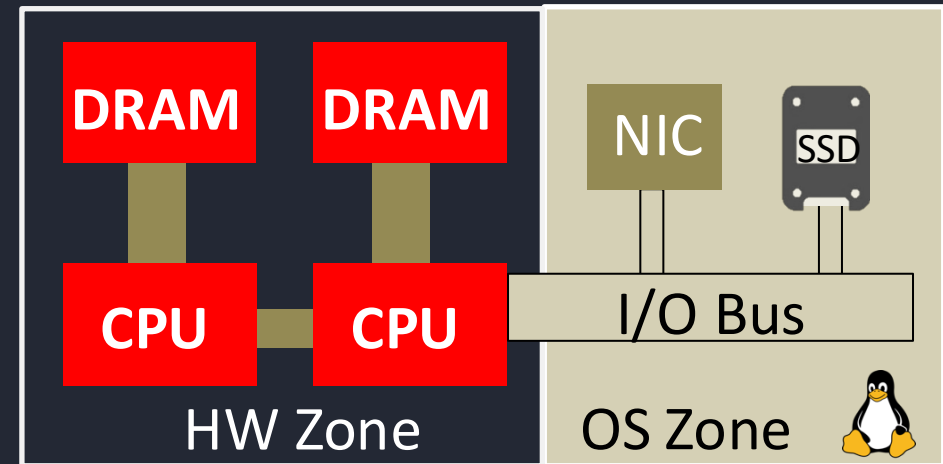 DRAM
DRAM
NIC
SSD
CPU
CPU
I/O Bus
HW Zone
OS Zone